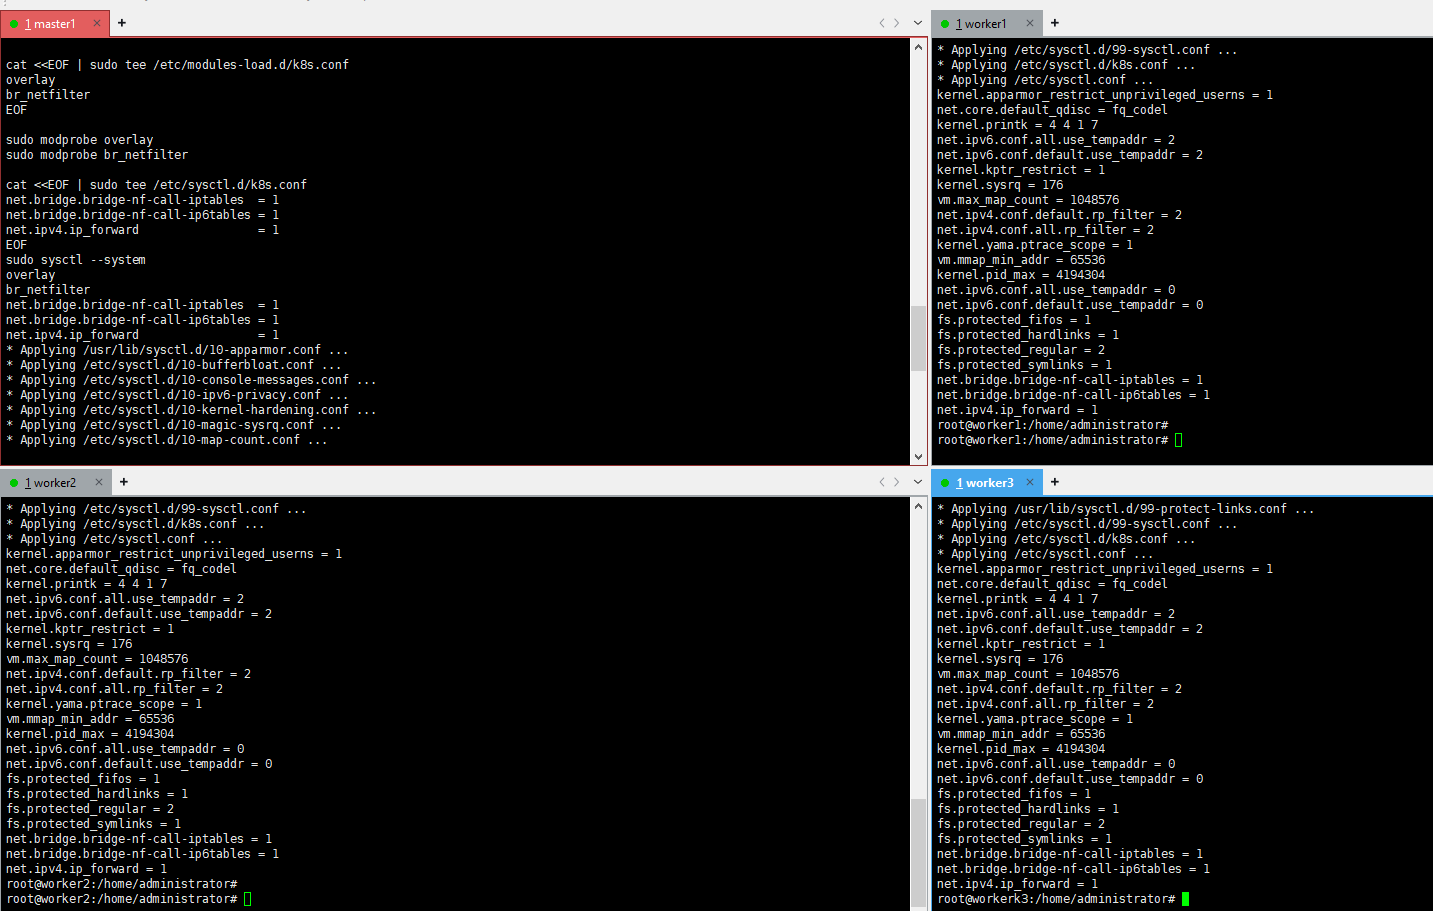 1 master1
cat <<EOF | sudo tee /etc/modules-load.d/k8s.conf
overlay
br_netfilter
EOF
sudo modprobe overlay
sudo modprobe br_netfilter
cat <<EOF | sudo tee /etc/sysctl.d/k8s.conf
net.bridge.bridge-nf-call-iptables  = 1
net.bridge.bridge-nf-call-ip6tables = 1
net.ipv4.ip_forward                 = 1
EOF
sudo sysctl --system
overlay
br_netfilter
net.bridge.bridge-nf-call-iptables  = 1
net.bridge.bridge-nf-call-ip6tables = 1
net.ipv4.ip_forward                 = 1
* Applying /usr/lib/sysctl.d/10-apparmor.conf ...
* Applying /etc/sysctl.d/10-bufferbloat.conf ...
* Applying /etc/sysctl.d/10-console-messages.conf ...
* Applying /etc/sysctl.d/10-ipv6-privacy.conf ...
* Applying /etc/sysctl.d/10-kernel-hardening.conf ...
* Applying /etc/sysctl.d/10-magic-sysrq.conf ...
* Applying /etc/sysctl.d/10-map-count.conf ...
1 worker1
* Applying /etc/sysctl.d/99-sysctl.conf ...
* Applying /etc/sysctl.d/k8s.conf ...
* Applying /etc/sysctl.conf ...
kernel.apparmor_restrict_unprivileged_userns = 1
net.core.default_qdisc = fq_codel
kernel.printk = 4 4 1 7
net.ipv6.conf.all.use_tempaddr = 2
net.ipv6.conf.default.use_tempaddr = 2
kernel.kptr_restrict = 1
kernel.sysrq = 176
vm.max_map_count = 1048576
net.ipv4.conf.default.rp_filter = 2
net.ipv4.conf.all.rp_filter = 2
kernel.yama.ptrace_scope = 1
vm.mmap_min_addr = 65536
kernel.pid_max = 4194304
net.ipv6.conf.all.use_tempaddr = 0
net.ipv6.conf.default.use_tempaddr = 0
fs.protected_fifos = 1
fs.protected_hardlinks = 1
fs.protected_regular = 2
fs.protected_symlinks = 1
net.bridge.bridge-nf-call-iptables = 1
net.bridge.bridge-nf-call-ip6tables = 1
net.ipv4.ip_forward = 1
root@worker1:/home/administrator#
root@worker1:/home/administrator#
1 worker2
* Applying /etc/sysctl.d/99-sysctl.conf ...
* Applying /etc/sysctl.d/k8s.conf ...
* Applying /etc/sysctl.conf ...
kernel.apparmor_restrict_unprivileged_userns = 1
net.core.default_qdisc = fq_codel
kernel.printk = 4 4 1 7
net.ipv6.conf.all.use_tempaddr = 2
net.ipv6.conf.default.use_tempaddr = 2
kernel.kptr_restrict = 1
kernel.sysrq = 176
vm.max_map_count = 1048576
net.ipv4.conf.default.rp_filter = 2
net.ipv4.conf.all.rp_filter = 2
kernel.yama.ptrace_scope = 1
vm.mmap_min_addr = 65536
kernel.pid_max = 4194304
net.ipv6.conf.all.use_tempaddr = 0
net.ipv6.conf.default.use_tempaddr = 0
fs.protected_fifos = 1
fs.protected_hardlinks = 1
fs.protected_regular = 2
fs.protected_symlinks = 1
net.bridge.bridge-nf-call-iptables = 1
net.bridge.bridge-nf-call-ip6tables = 1
net.ipv4.ip_forward = 1
root@worker2:/home/administrator#
root@worker2:/home/administrator#
1 worker3
* Applying /usr/lib/sysctl.d/99-protect-links.conf ...
* Applying /etc/sysctl.d/99-sysctl.conf ...
* Applying /etc/sysctl.d/k8s.conf ...
* Applying /etc/sysctl.conf ...
kernel.apparmor_restrict_unprivileged_userns = 1
net.core.default_qdisc = fq_codel
kernel.printk = 4 4 1 7
net.ipv6.conf.all.use_tempaddr = 2
net.ipv6.conf.default.use_tempaddr = 2
kernel.kptr_restrict = 1
kernel.sysrq = 176
vm.max_map_count = 1048576
net.ipv4.conf.default.rp_filter = 2
net.ipv4.conf.all.rp_filter = 2
kernel.yama.ptrace_scope = 1
vm.mmap_min_addr = 65536
kernel.pid_max = 4194304
net.ipv6.conf.all.use_tempaddr = 0
net.ipv6.conf.default.use_tempaddr = 0
fs.protected_fifos = 1
fs.protected_hardlinks = 1
fs.protected_regular = 2
fs.protected_symlinks = 1
net.bridge.bridge-nf-call-iptables = 1
net.bridge.bridge-nf-call-ip6tables = 1
net.ipv4.ip_forward = 1
root@workerk3:/home/administrator#